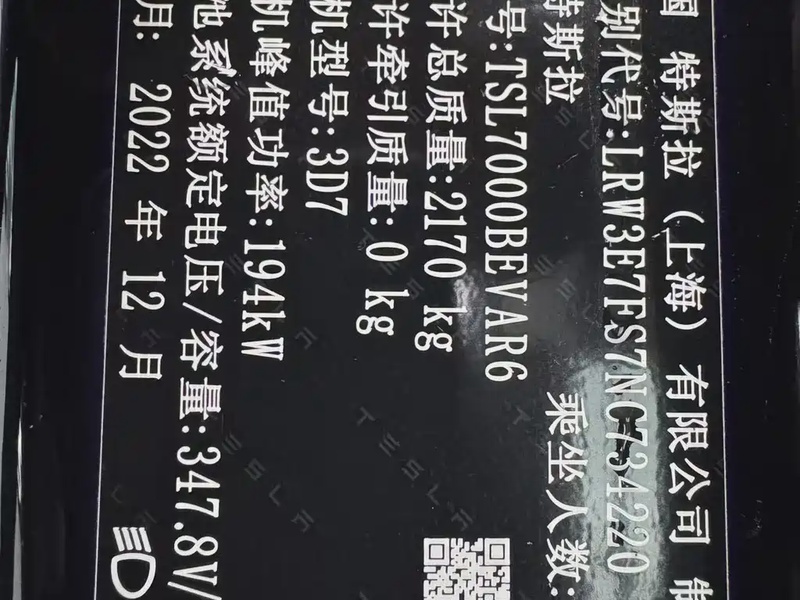 国 特斯拉（上海）有限公司 制
别代号:LRW3E7FS7NC734220
特斯拉 乘坐人数:
号:TSL7000BEVAR6
许总质量:2170 kg
许牵引质量: 0 kg
机型号:3D7
机峰值功率:194kW
池系统额定电压/容量:347.8V/
月: 2022 年 12 月
TESLA